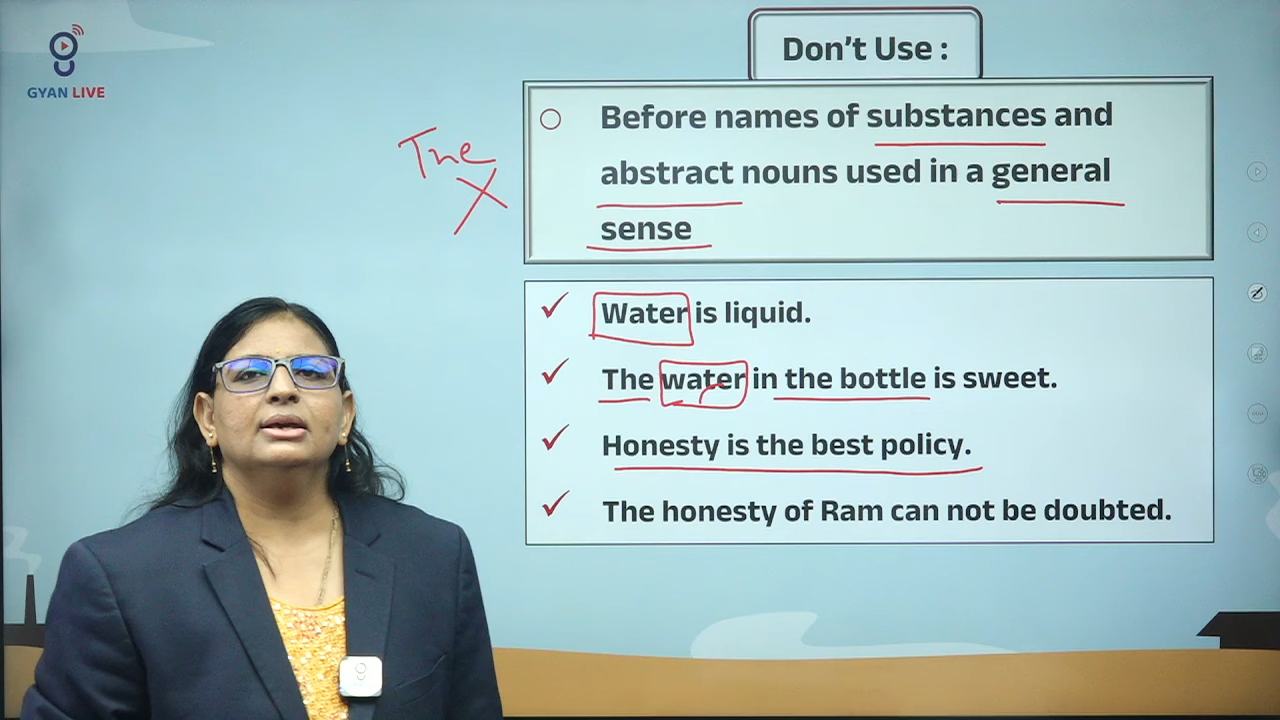 GYAN LIVE
Don't Use :
The
Before names of substances and
abstract nouns used in a general
sense
Water is liquid.
The water in the bottle is sweet.
Honesty is the best policy.
The honesty of Ram can not be doubted.